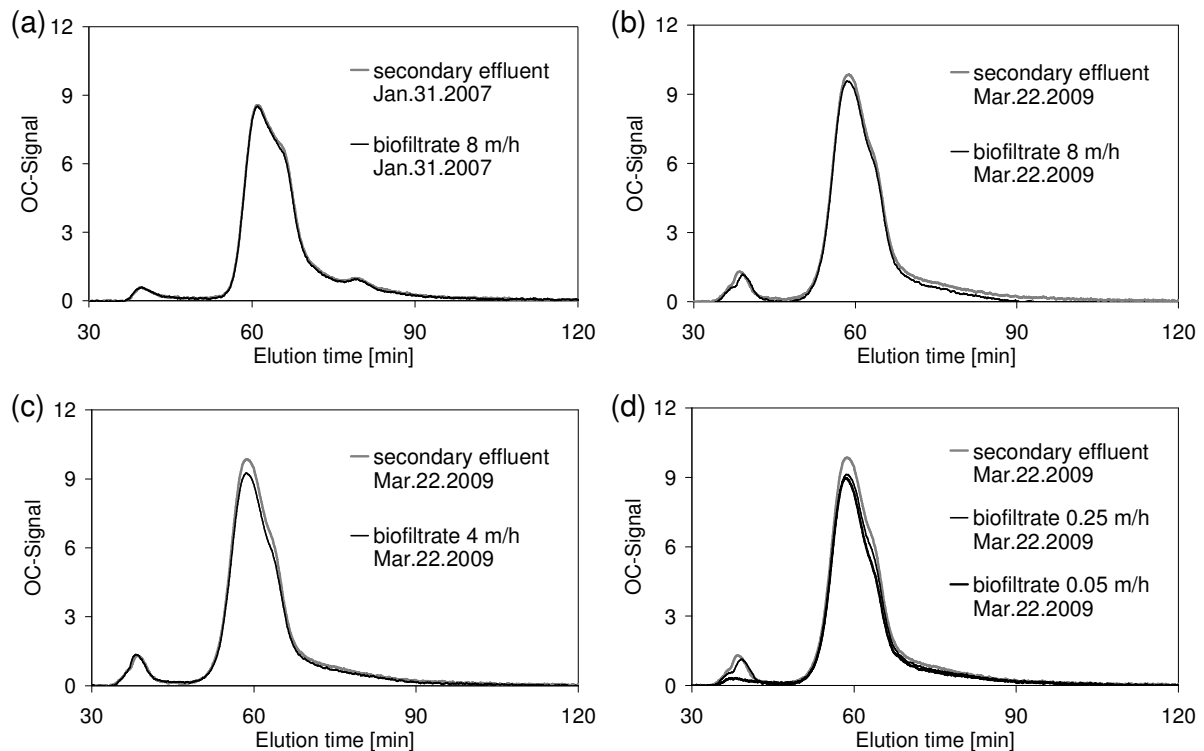 (a)
12
9
6
3
0
OC-Signal
secondary effluent
Jan.31.2007
biofiltrate 8 m/h
Jan.31.2007
30 60 90 120
Elution time [min]
(b)
12
9
6
3
0
OC-Signal
secondary effluent
Mar.22.2009
biofiltrate 8 m/h
Mar.22.2009
30 60 90 120
Elution time [min]
(c)
12
9
6
3
0
OC-Signal
secondary effluent
Mar.22.2009
biofiltrate 4 m/h
Mar.22.2009
30 60 90 120
Elution time [min]
(d)
12
9
6
3
0
OC-Signal
secondary effluent
Mar.22.2009
biofiltrate 0.25 m/h
Mar.22.2009
biofiltrate 0.05 m/h
Mar.22.2009
30 60 90 120
Elution time [min]